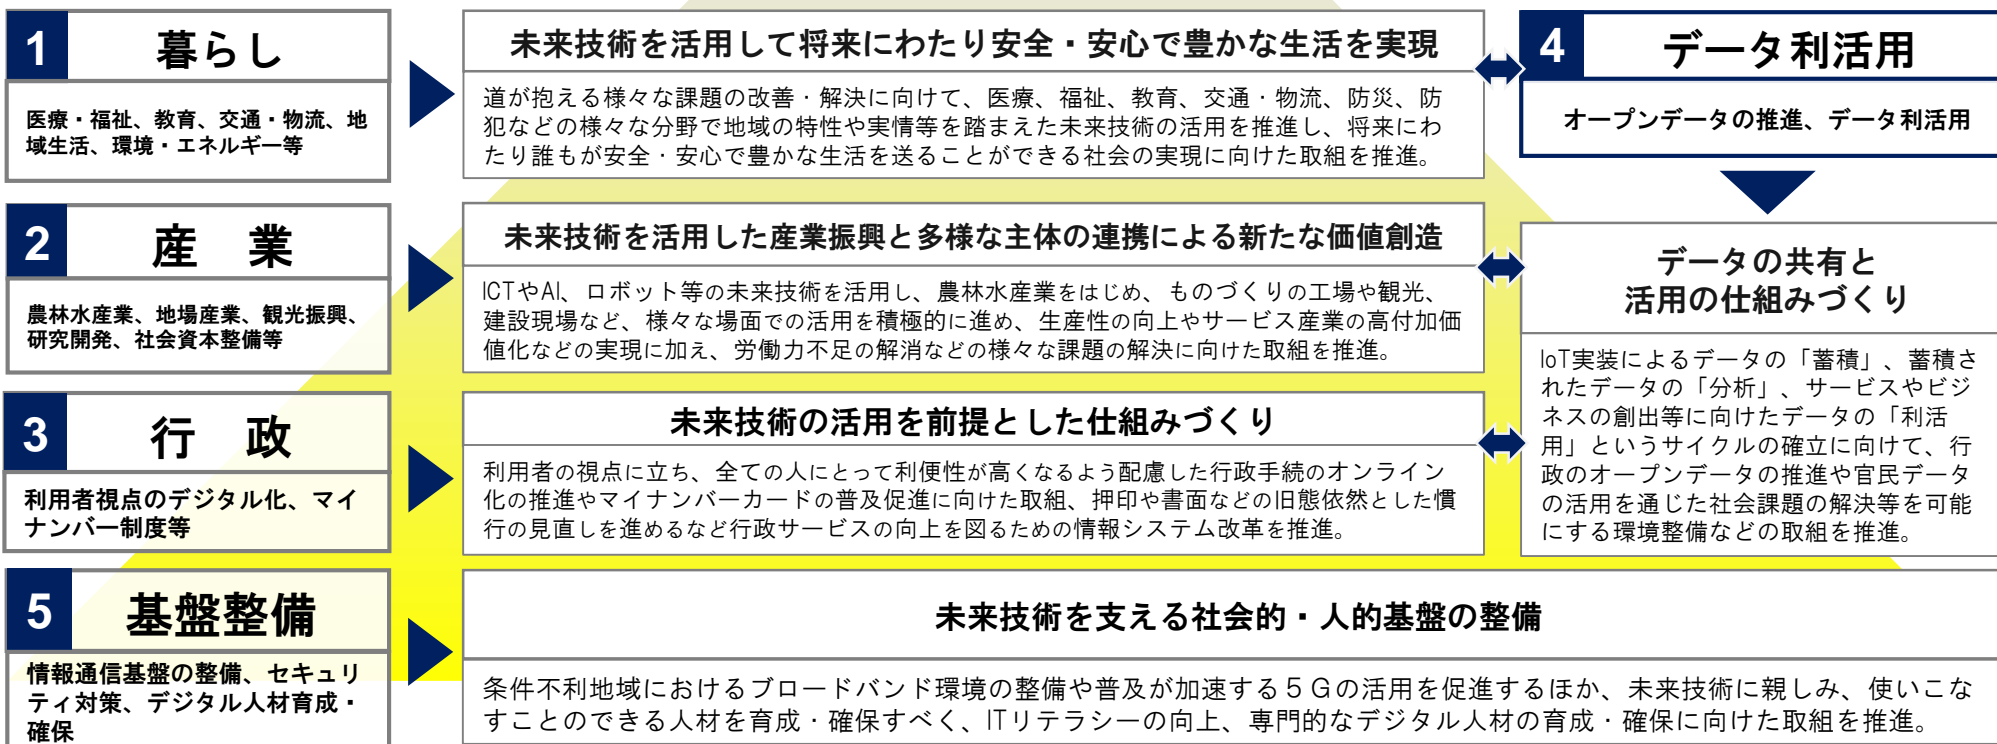 1 暮らし
医療・福祉、教育、交通・物流、地
域生活、環境・エネルギー等
未来技術を活用して将来にわたり安全・安心で豊かな生活を実現
道が抱える様々な課題の改善・解決に向けて、医療、福祉、教育、交通・物流、防災、防
犯などの様々な分野で地域の特性や実情等を踏まえた未来技術の活用を推進し、将来にわ
たり誰もが安全・安心で豊かな生活を送ることができる社会の実現に向けた取組を推進。
2 産　業
農林水産業、地場産業、観光振興、
研究開発、社会資本整備等
未来技術を活用した産業振興と多様な主体の連携による新たな価値創造
ICTやAI、ロボット等の未来技術を活用し、農林水産業をはじめ、ものづくりの工場や観光、
建設現場など、様々な場面での活用を積極的に進め、生産性の向上やサービス産業の高付加価
値化などの実現に加え、労働力不足の解消などの様々な課題の解決に向けた取組を推進。
3 行　政
利用者視点のデジタル化、マイ
ナンバー制度等
未来技術の活用を前提とした仕組みづくり
利用者の視点に立ち、全ての人にとって利便性が高くなるよう配慮した行政手続のオンライン
化の推進やマイナンバーカードの普及促進に向けた取組、押印や書面などの旧態依然とした慣
行の見直しを進めるなど行政サービスの向上を図るための情報システム改革を推進。
4 データ利活用
オープンデータの推進、データ利活用
データの共有と
活用の仕組みづくり
IoT実装によるデータの「蓄積」、蓄積さ
れたデータの「分析」、サービスやビジ
ネスの創出等に向けたデータの「利活
用」というサイクルの確立に向けて、行
政のオープンデータの推進や官民データ
の活用を通じた社会課題の解決等を可能
にする環境整備などの取組を推進。
5 基盤整備
情報通信基盤の整備、セキュリ
ティ対策、デジタル人材育成・
確保
未来技術を支える社会的・人的基盤の整備
条件不利地域におけるブロードバンド環境の整備や普及が加速する５Ｇの活用を促進するほか、未来技術に親しみ、使いこな
すことのできる人材を育成・確保すべく、ITリテラシーの向上、専門的なデジタル人材の育成・確保に向けた取組を推進。